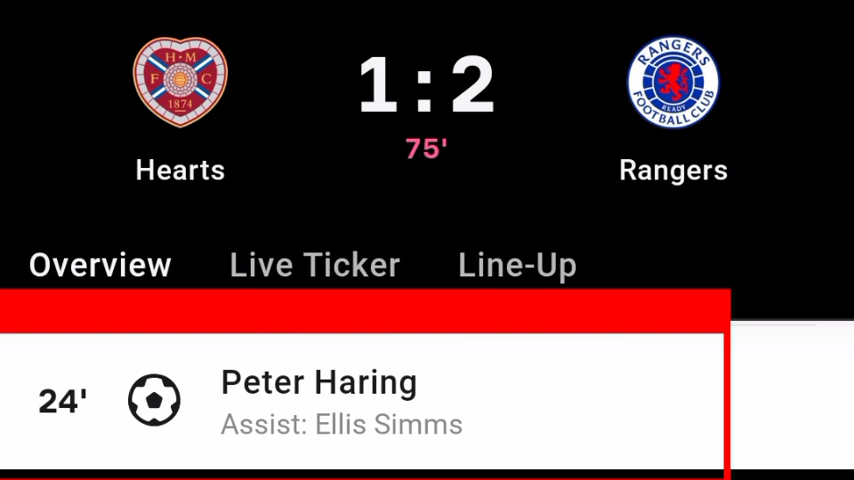 H M
F C
1874
1:2
RANGERS
READY
FOOTBALL CLUB
75'
Hearts
Rangers
Overview
Live Ticker
Line-Up
24'
Peter Haring
Assist: Ellis Simms